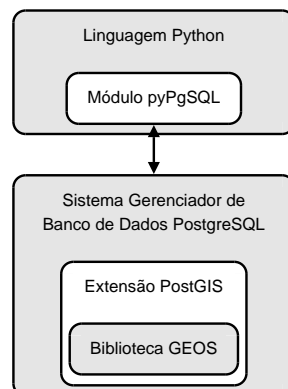 Linguagem Python
Módulo pyPgSQL
Sistema Gerenciador de
Banco de Dados PostgreSQL
Extensão PostGIS
Biblioteca GEOS